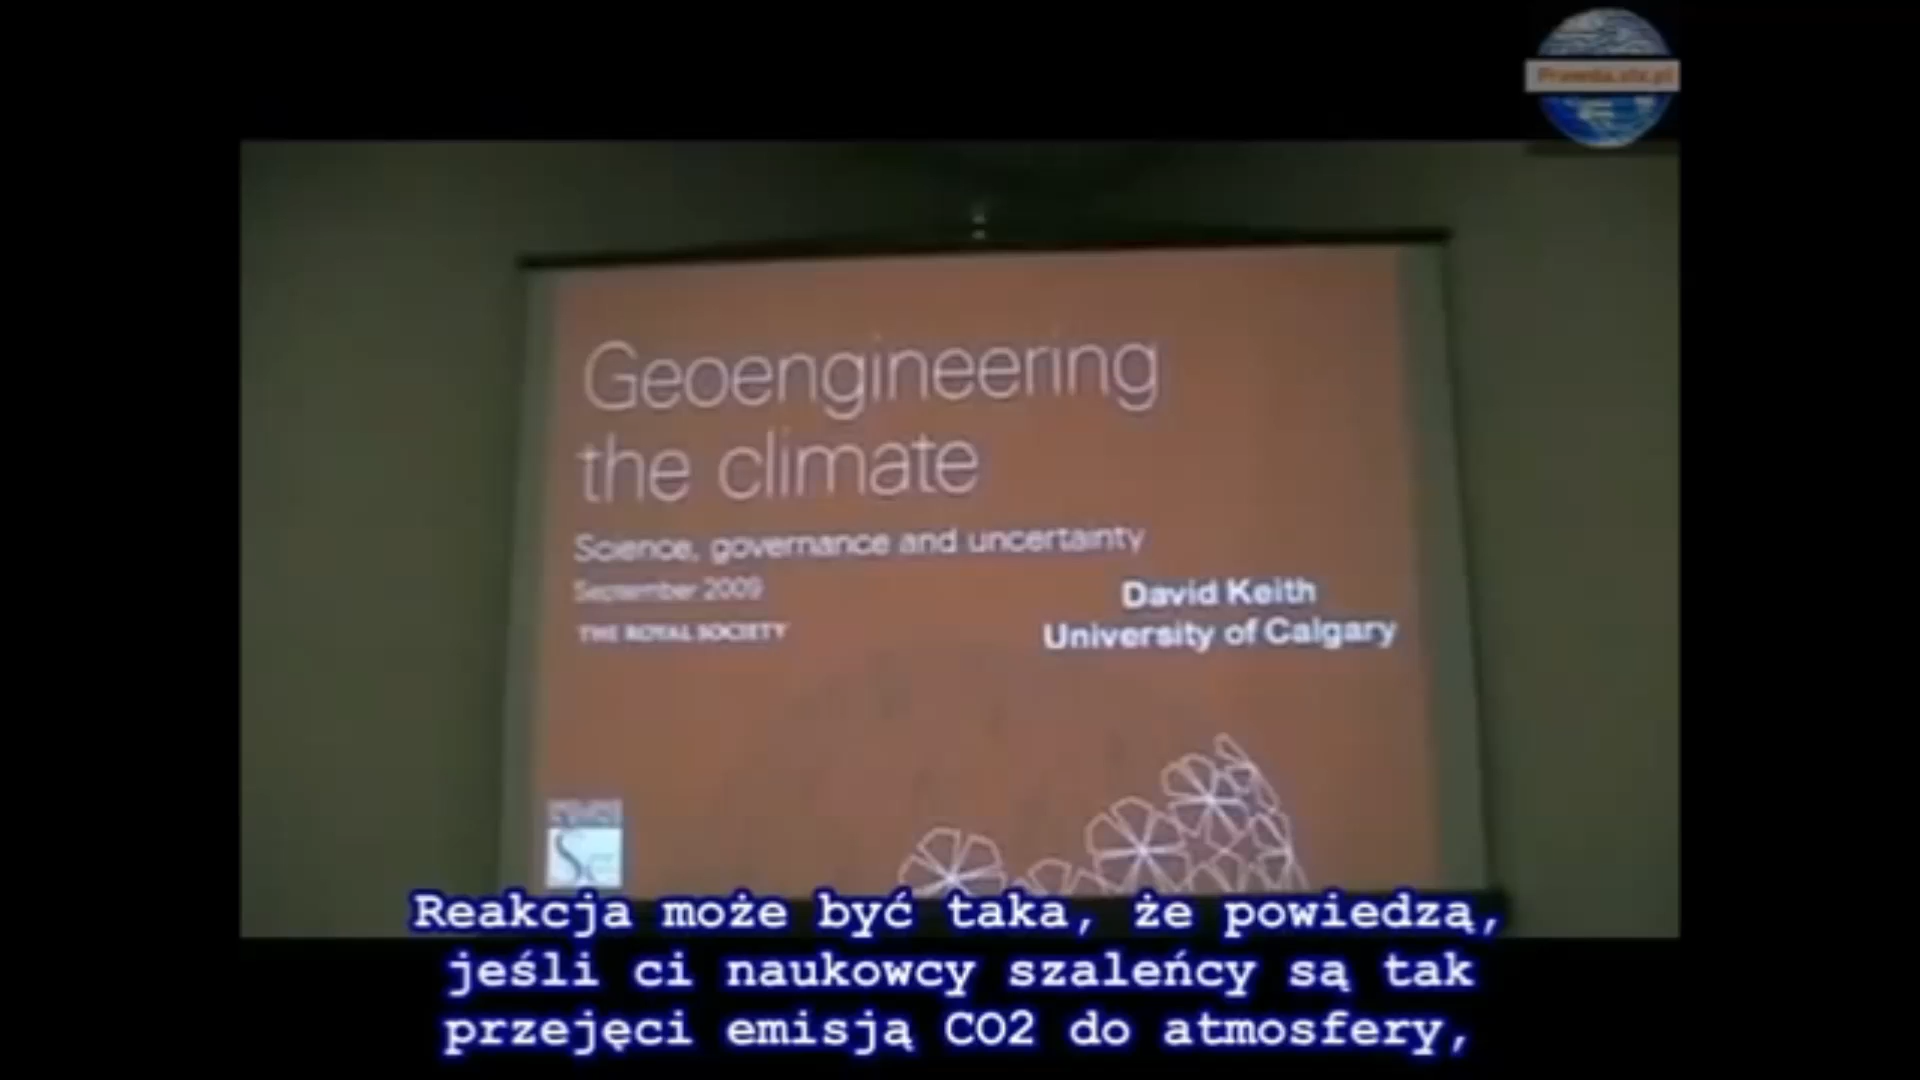 Geoengineering
the climate
Science, governance and uncertainty
September 2009
THE ROYAL SOCIETY
David Keith
University of Calgary
Reakcja może być taka, że powiedzą,
jeśli ci naukowcy szaleńcy są tak
przejęci emisją CO2 do atmosfery,